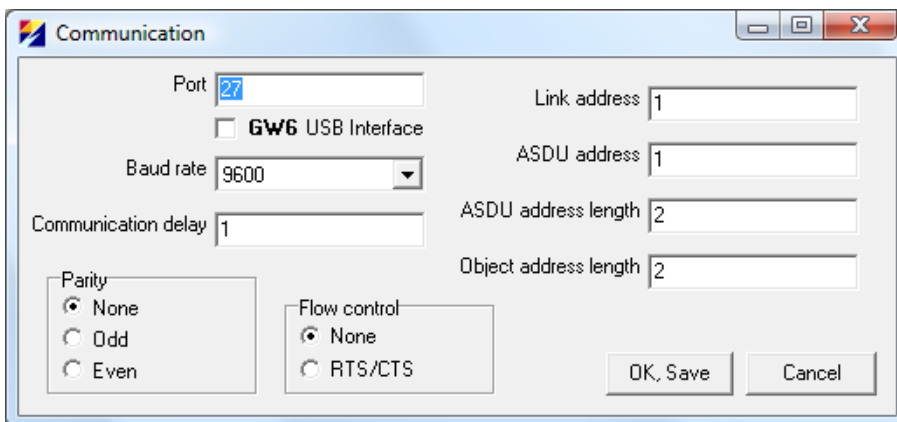 Communication
Port 27
GW6 USB Interface
Baud rate 9600
Communication delay 1
Parity
None
Odd
Even
Flow control
None
RTS/CTS
Link address 1
ASDU address 1
ASDU address length 2
Object address length 2
OK, Save
Cancel